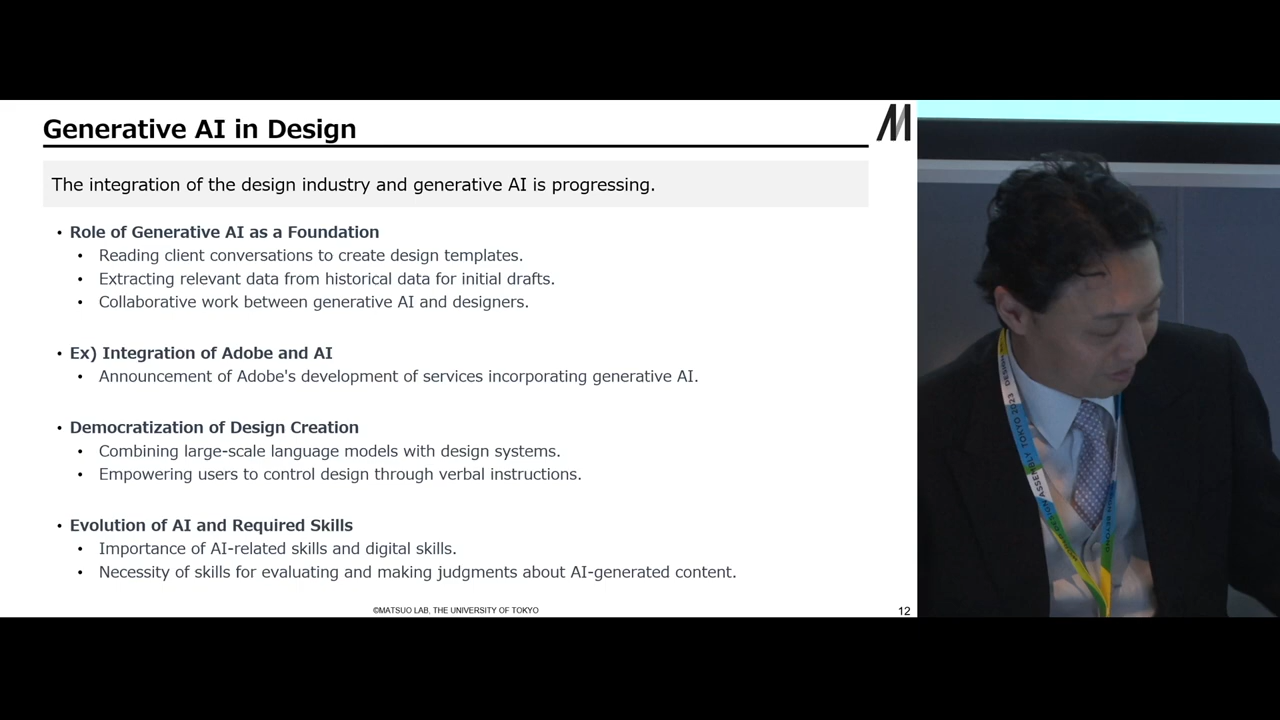 Generative AI in Design
The integration of the design industry and generative AI is progressing.
• Role of Generative AI as a Foundation
• Reading client conversations to create design templates.
• Extracting relevant data from historical data for initial drafts.
• Collaborative work between generative AI and designers.
• Ex) Integration of Adobe and AI
• Announcement of Adobe's development of services incorporating generative AI.
• Democratization of Design Creation
• Combining large-scale language models with design systems.
• Empowering users to control design through verbal instructions.
• Evolution of AI and Required Skills
• Importance of AI-related skills and digital skills.
• Necessity of skills for evaluating and making judgments about AI-generated content.
©MATSUO LAB, THE UNIVERSITY OF TOKYO
12
DESIGN ASSEMBLY TOKYO 2023